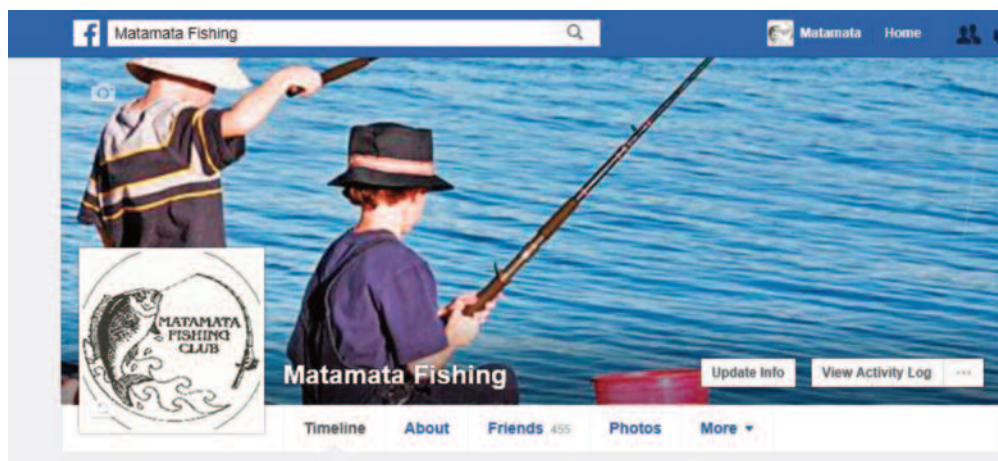 Matamata Fishing
Matamata Home
MATAMATA
FISHING
CLUB
Matamata Fishing
Update Info View Activity Log ...
Timeline About Friends 455 Photos More